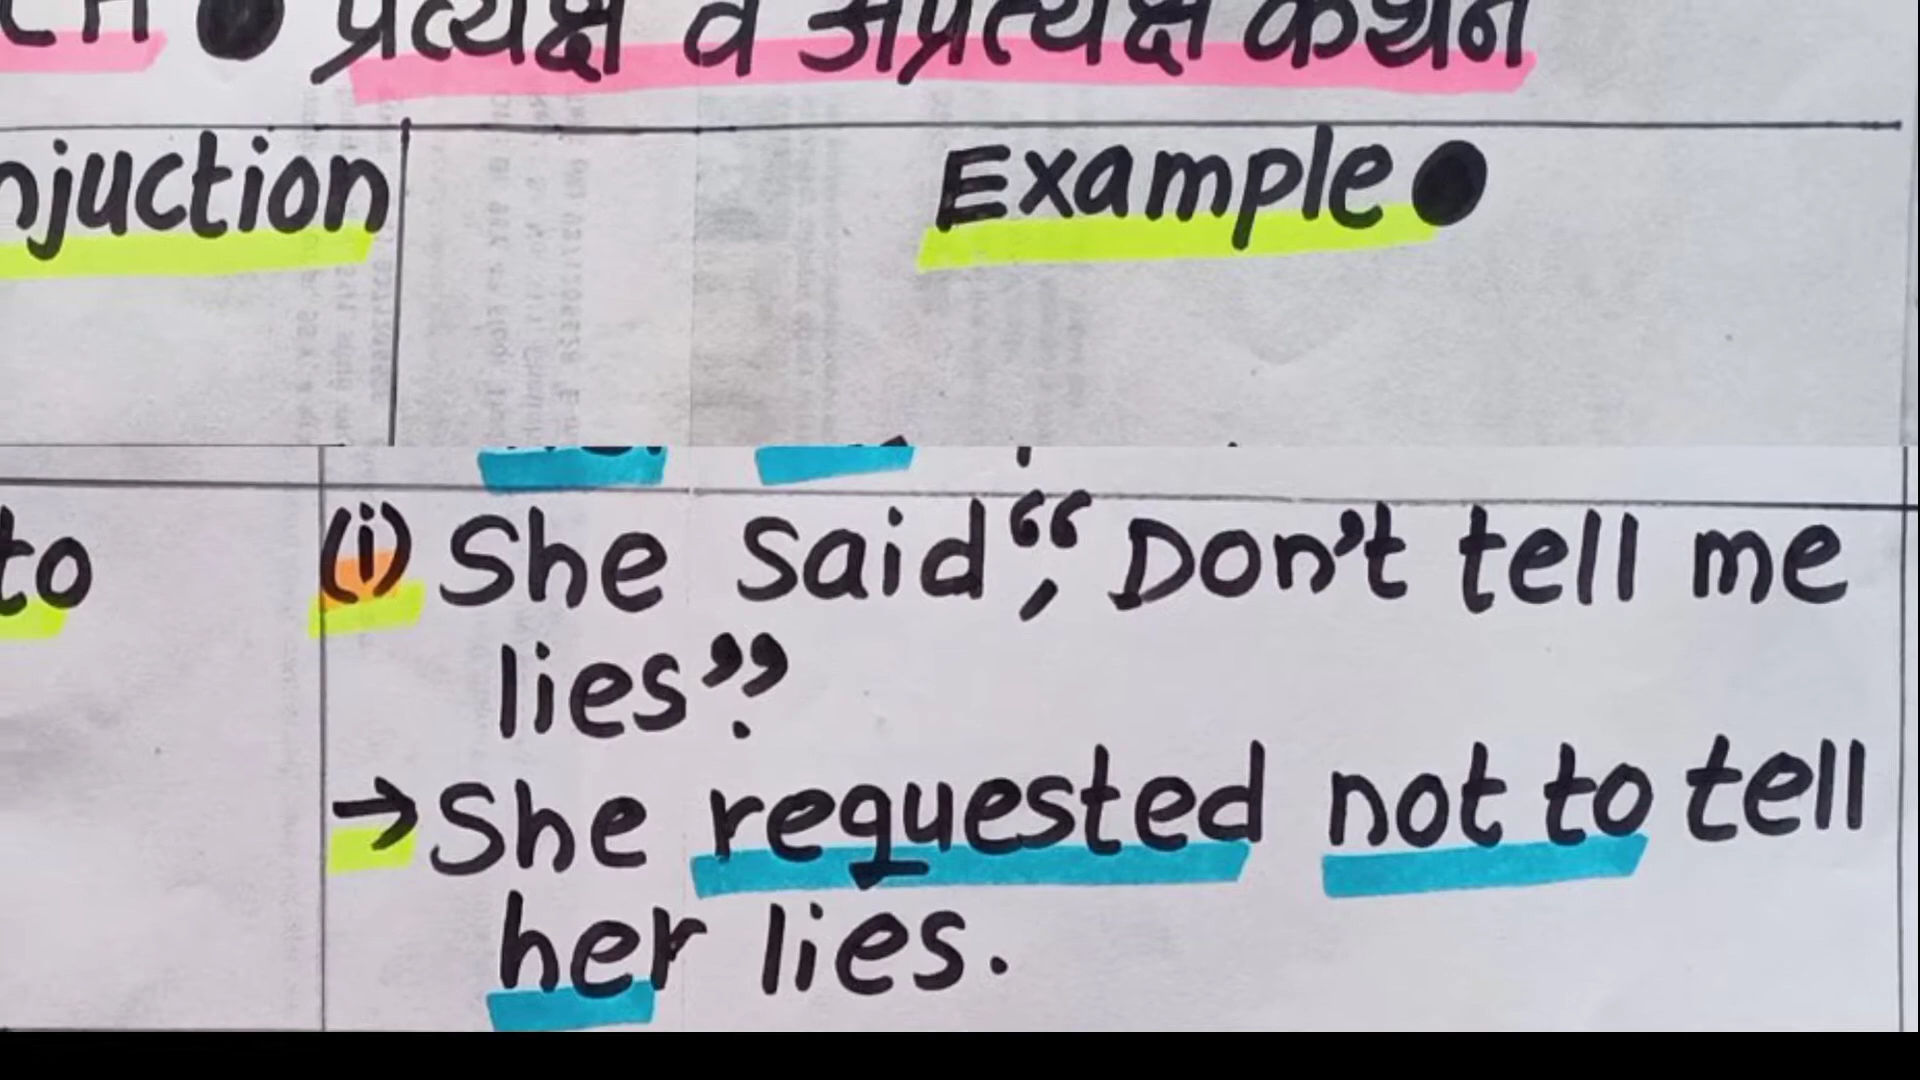 प्रत्यक्ष व अप्रत्यक्ष कथन
njuction
Example
to
(i) She said, “Don't tell me
lies”.
→ She requested not to tell
her lies.